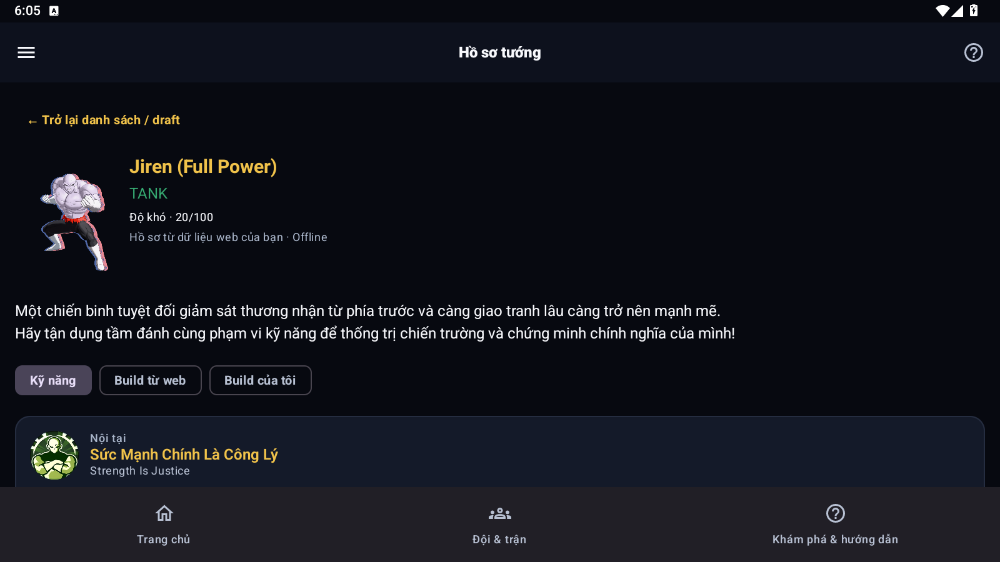 6:05
Hồ sơ tướng
← Trở lại danh sách / draft
Jiren (Full Power)
TANK
Độ khó · 20/100
Hồ sơ từ dữ liệu web của bạn · Offline
Một chiến binh tuyệt đối giảm sát thương nhận từ phía trước và càng giao tranh lâu càng trở nên mạnh mẽ.
Hãy tận dụng tầm đánh cùng phạm vi kỹ năng để thống trị chiến trường và chứng minh chính nghĩa của mình!
Kỹ năng
Build từ web
Build của tôi
Nội tại
Sức Mạnh Chính Là Công Lý
Strength Is Justice
Trang chủ
Đội & trận
Khám phá & hướng dẫn